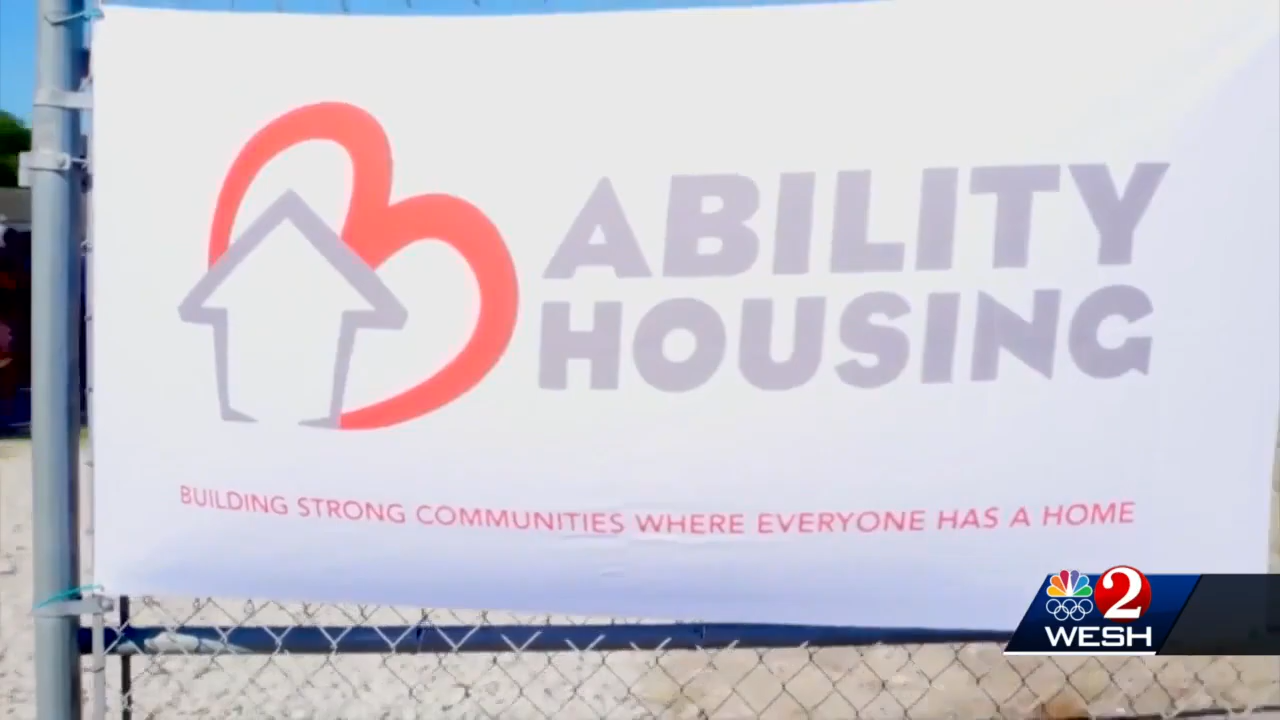 ABILITY
HOUSING
BUILDING STRONG COMMUNITIES WHERE EVERYONE HAS A HOME
2
WESH